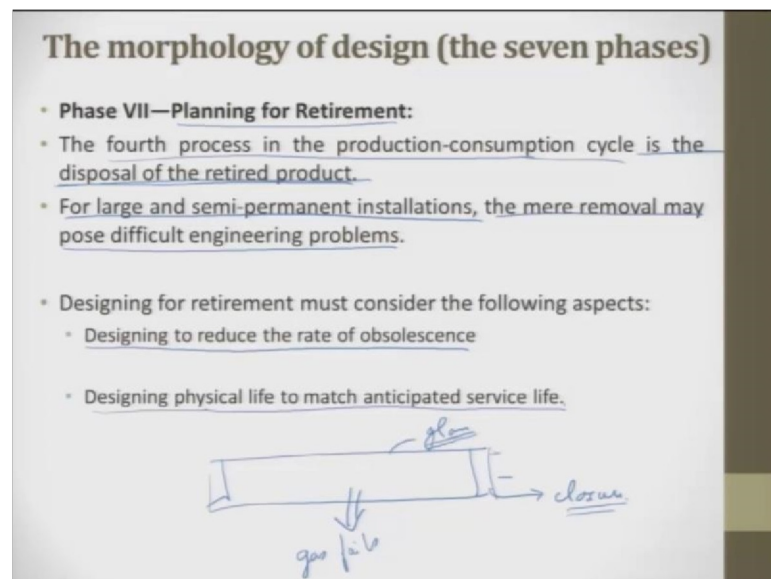 The morphology of design (the seven phases)
• Phase VII—Planning for Retirement:
• The fourth process in the production-consumption cycle is the
disposal of the retired product.
• For large and semi-permanent installations, the mere removal may
pose difficult engineering problems.
• Designing for retirement must consider the following aspects:
• Designing to reduce the rate of obsolescence
• Designing physical life to match anticipated service life.
closure
gas